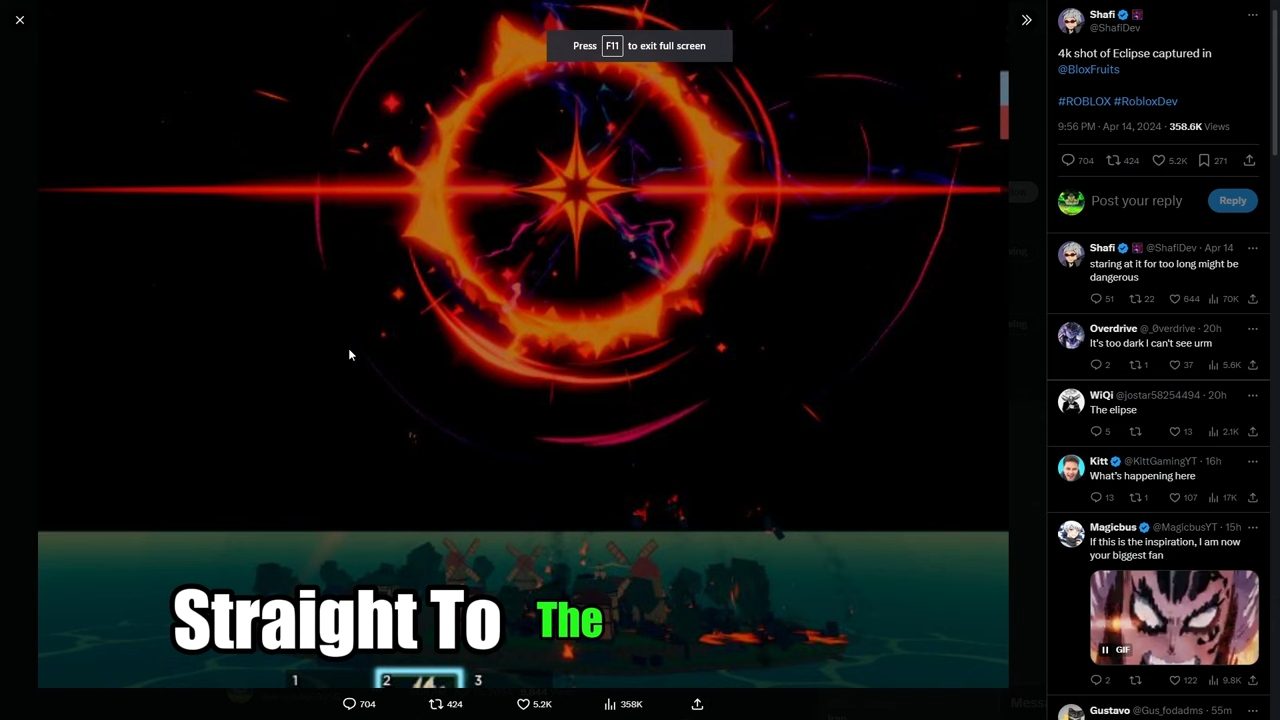 Press F11 to exit full screen
Straight To The
1 2 3
704 424 5.2K 358K
Shafi
@ShafiDev
4k shot of Eclipse captured in
@BloxFruits
#ROBLOX #RobloxDev
9:56 PM · Apr 14, 2024 · 358.6K Views
704 424 5.2K 271
Post your reply Reply
Shafi @ShafiDev · Apr 14
staring at it for too long might be
dangerous
51 22 644 70K
Overdrive @_0verdrive · 20h
It's too dark I can't see urm
2 1 37 5.6K
WiQi @jostar58254494 · 20h
The elipse
5 13 2.1K
Kitt @KittGamingYT · 16h
What's happening here
13 1 107 17K
Magicbus @MagicbusYT · 15h
If this is the inspiration, I am now
your biggest fan
GIF
2 122 9.8K
Gustavo @Gus_fodadms · 55m